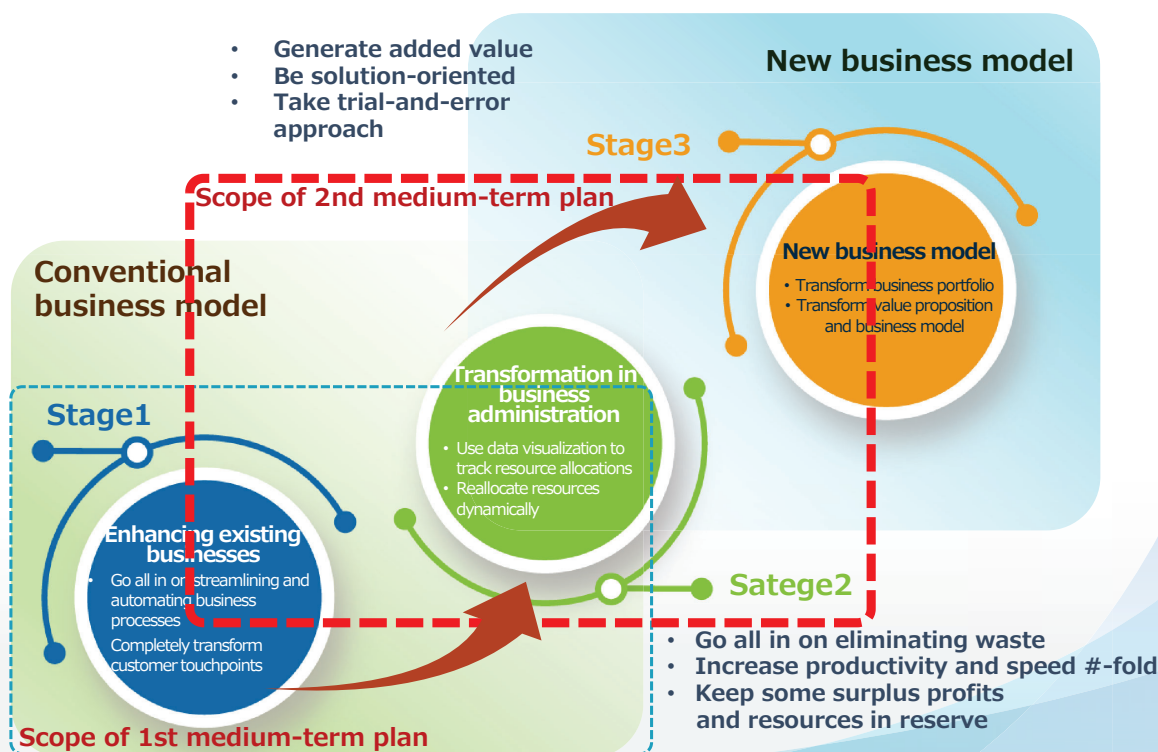 • Generate added value
• Be solution-oriented
• Take trial-and-error
approach
New business model
Stage3
Scope of 2nd medium-term plan
Conventional
business model
New business model
• Transform business portfolio
• Transform value proposition
and business model
Transformation in
business
administration
• Use data visualization to
track resource allocations
• Reallocate resources
dynamically
Stage1
Enhancing existing
businesses
• Go all in on streamlining and
automating business
processes
Completely transform
customer touchpoints
Satege2
• Go all in on eliminating waste
• Increase productivity and speed #-fold
• Keep some surplus profits
and resources in reserve
Scope of 1st medium-term plan